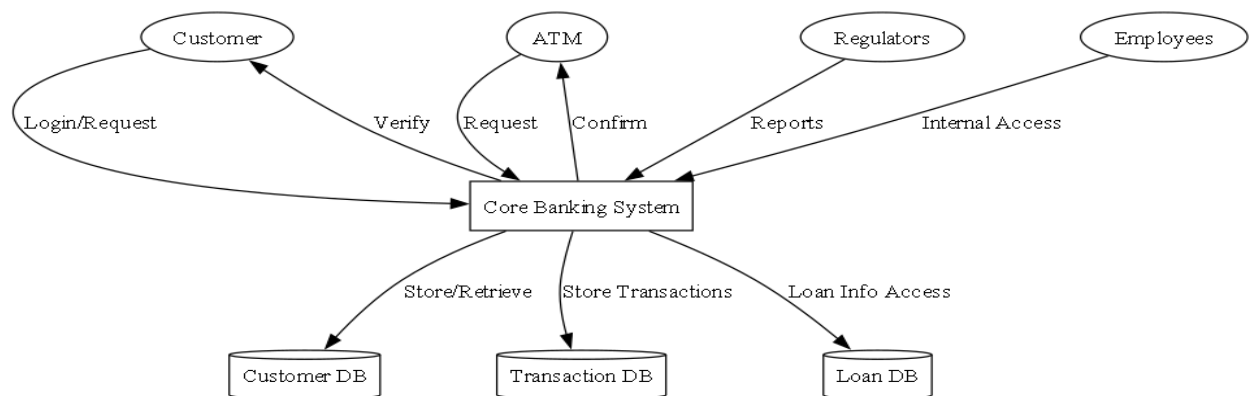 Customer
ATM
Regulators
Employees
Login/Request
Verify
Request
Confirm
Reports
Internal Access
Core Banking System
Store/Retrieve
Store Transactions
Loan Info Access
Customer DB
Transaction DB
Loan DB